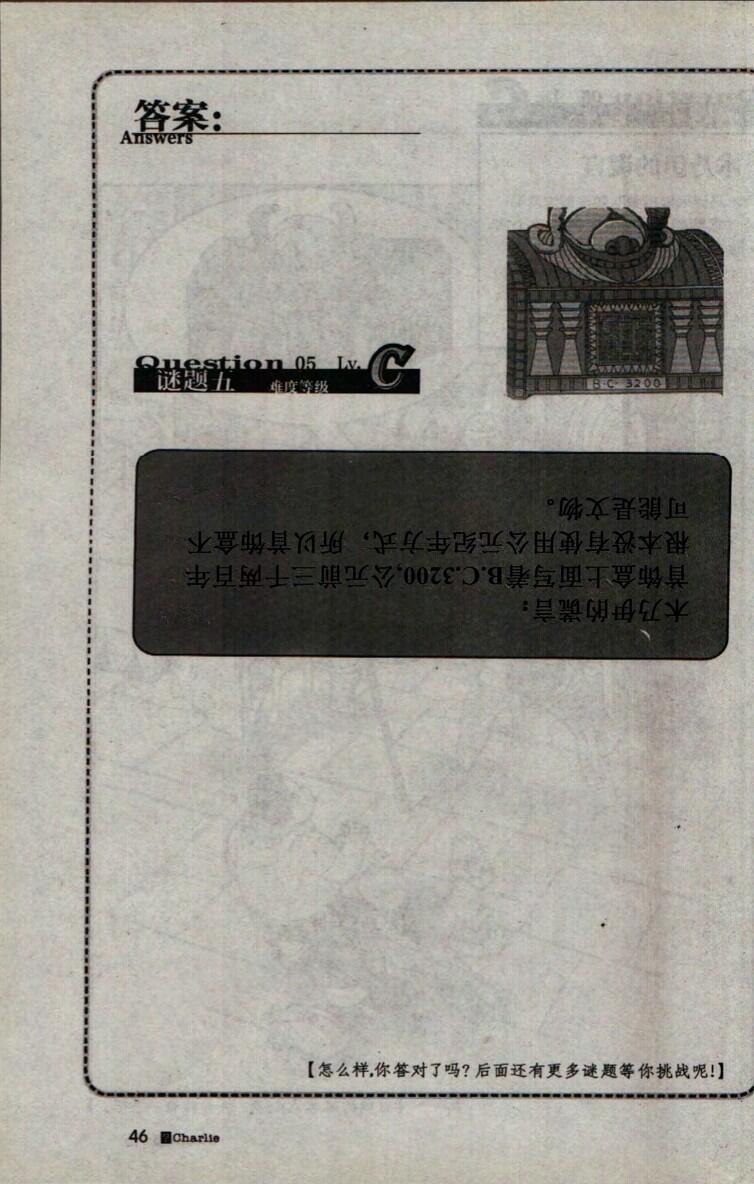 答案:
Answers
B·C· 3200
Question 05 Lv. C
谜题五 难度等级
木乃伊的谎言:
首饰盒上面写着B.C.3200,公元前三千两百年
根本没有使用公元纪年方式，所以首饰盒不
可能是文物。
【怎么样,你答对了吗？后面还有更多谜题等你挑战呢!】
46 Charlie